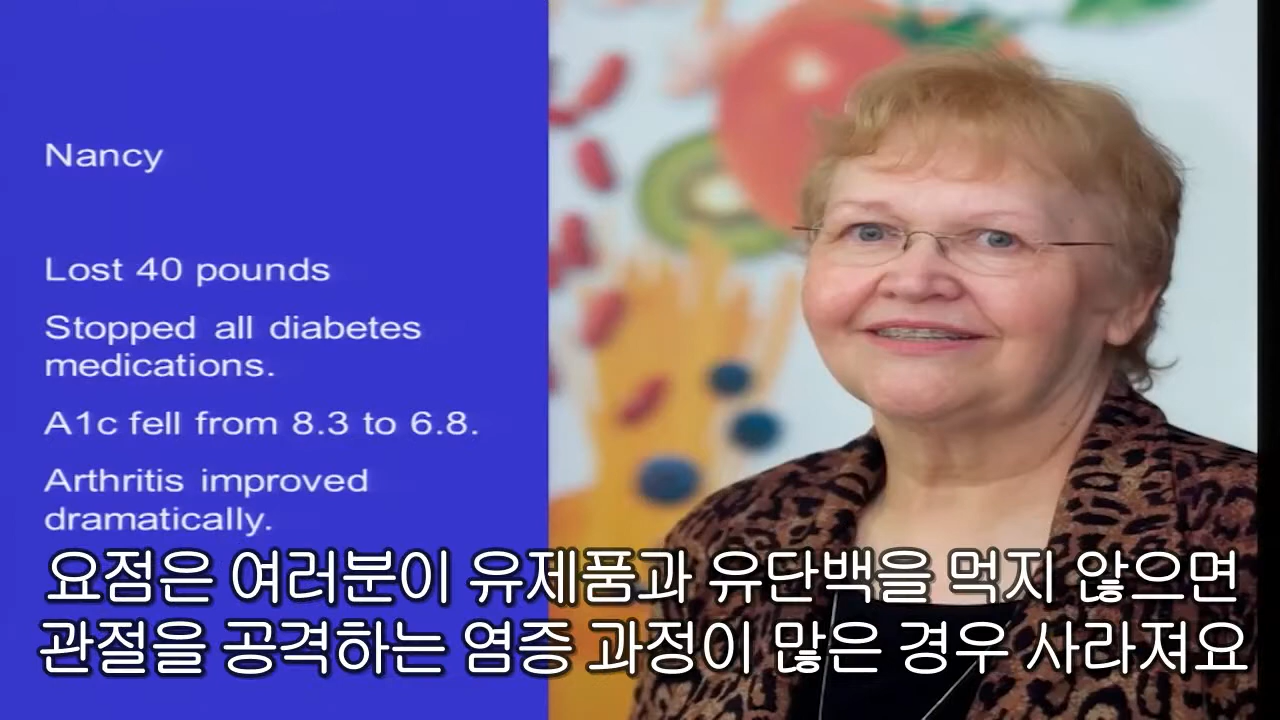 Nancy
Lost 40 pounds
Stopped all diabetes
medications.
A1c fell from 8.3 to 6.8.
Arthritis improved
dramatically.
요점은 여러분이 유제품과 유단백을 먹지 않으면
관절을 공격하는 염증 과정이 많은 경우 사라져요